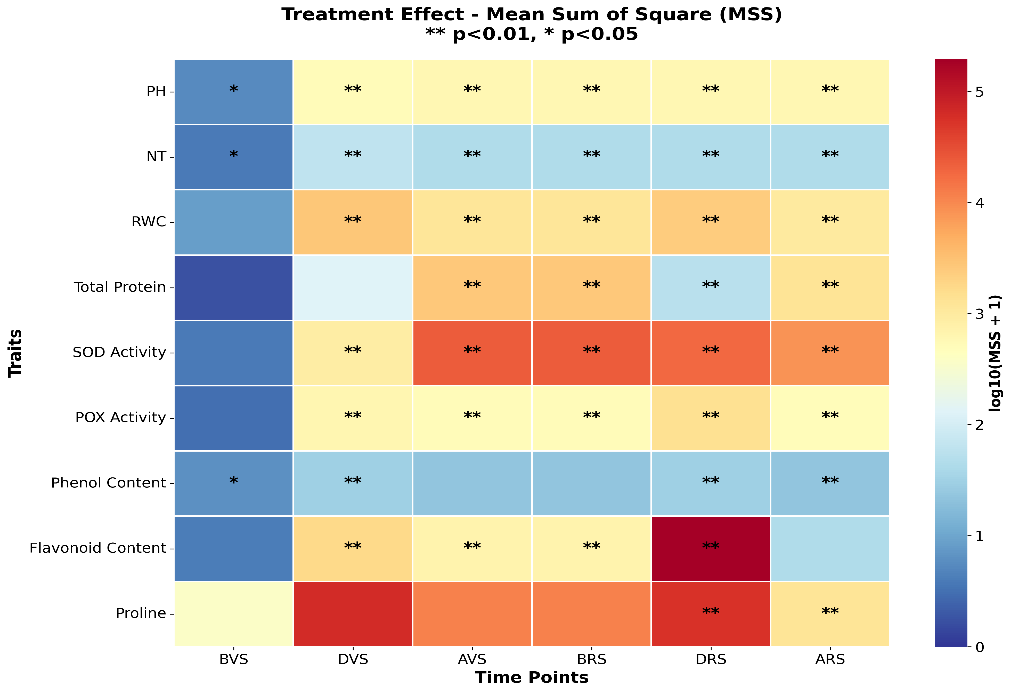 Treatment Effect - Mean Sum of Square (MSS)
** p<0.01, * p<0.05
PH * ** ** ** ** **
NT * ** ** ** ** **
RWC ** ** ** ** **
Total Protein ** ** ** **
SOD Activity ** ** ** ** **
POX Activity ** ** ** ** **
Phenol Content * ** ** **
Flavonoid Content ** ** ** **
Proline ** **
BVS DVS AVS BRS DRS ARS
Time Points
Traits
5
4
3
2
1
0
log10(MSS + 1)